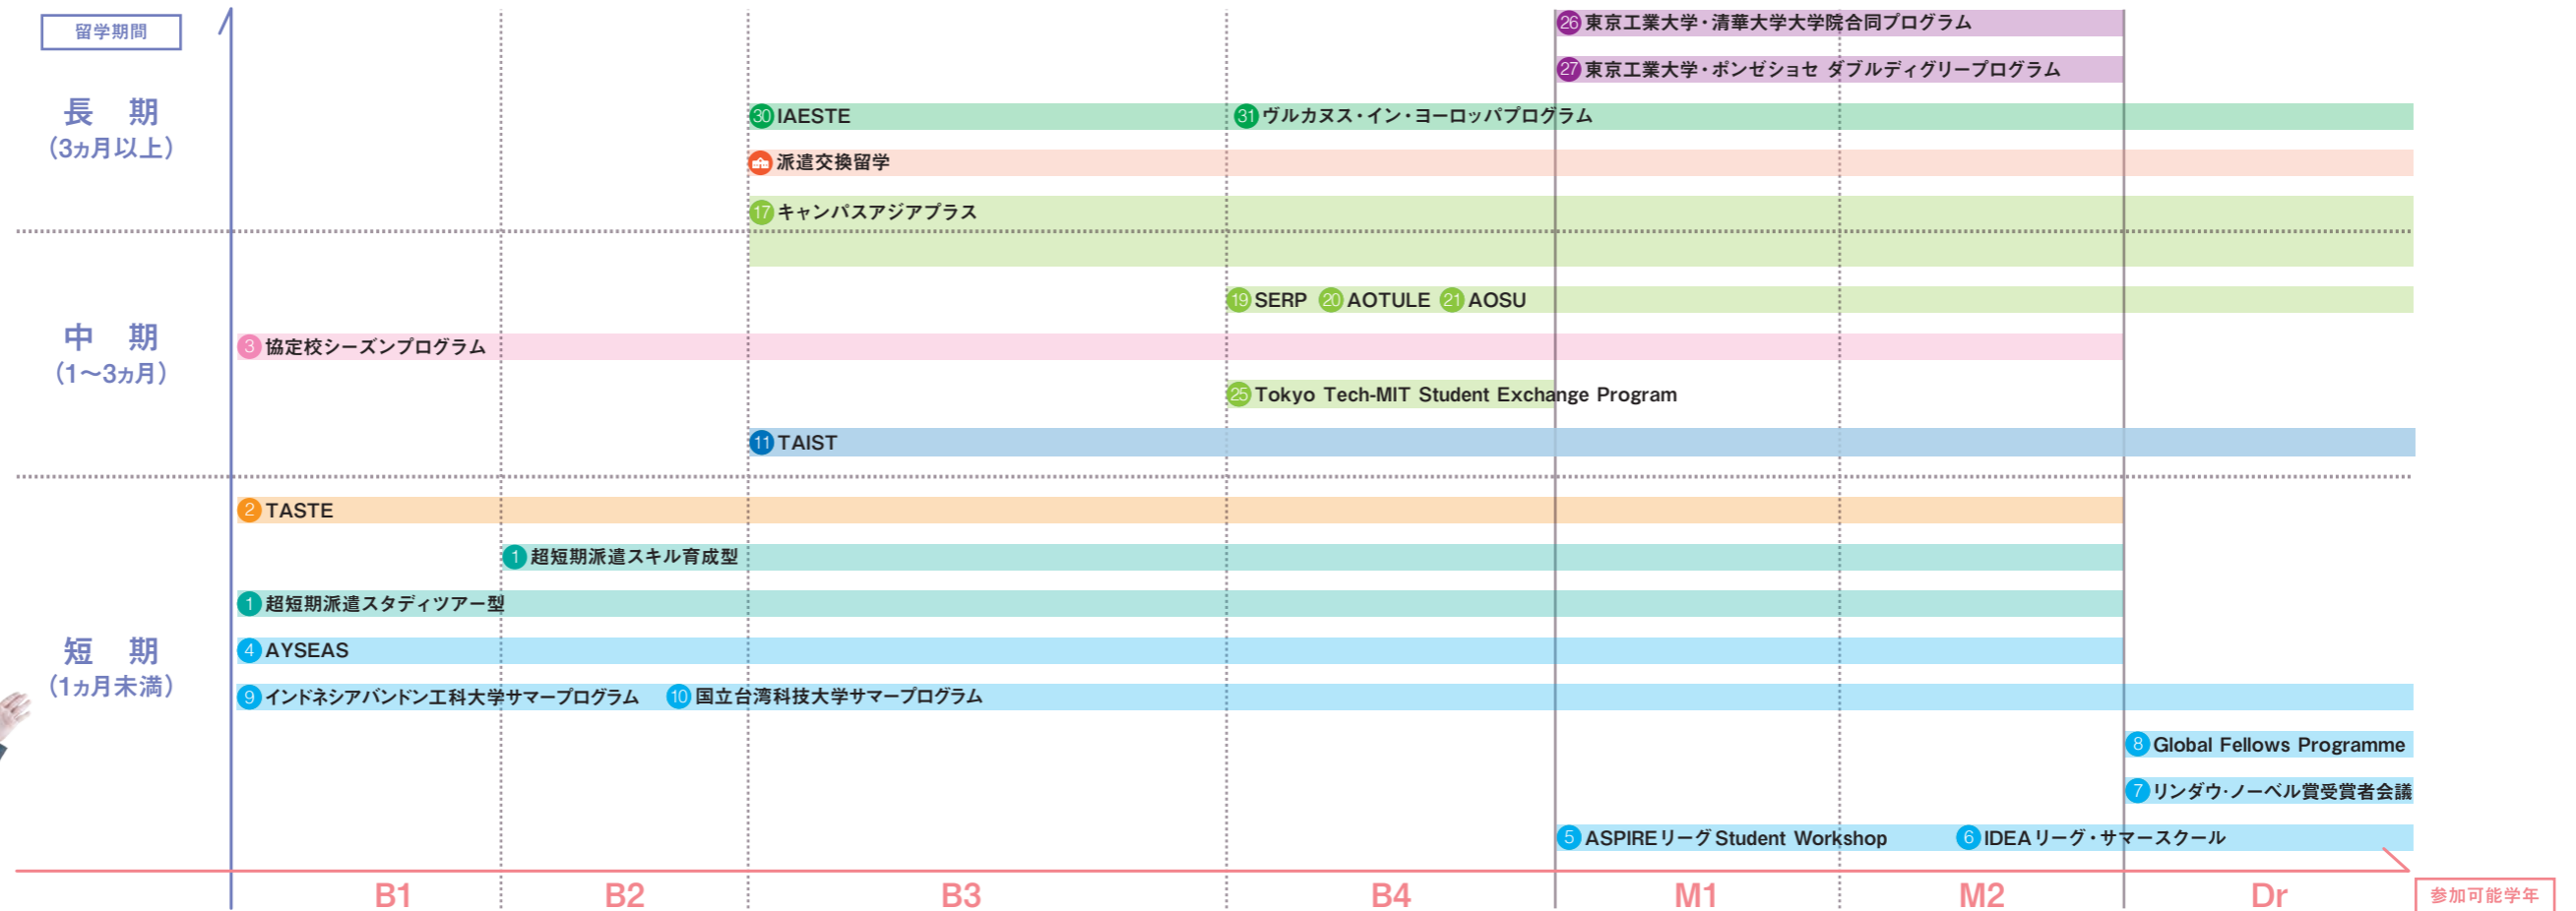 留学期間
長 期
(3ヵ月以上)
26 東京工業大学・清華大学大学院合同プログラム
27 東京工業大学・ポンゼショセ ダブルディグリープログラム
30 IAESTE 31 ヴルカヌス・イン・ヨーロッパプログラム
派遣交換留学
17 キャンパスアジアプラス
中 期
(1〜3ヵ月)
19 SERP 20 AOTULE 21 AOSU
3 協定校シーズンプログラム
25 Tokyo Tech-MIT Student Exchange Program
11 TAIST
短 期
(1ヵ月未満)
2 TASTE
1 超短期派遣スキル育成型
1 超短期派遣スタディツアー型
4 AYSEAS
9 インドネシアバンドン工科大学サマープログラム 10 国立台湾科技大学サマープログラム
8 Global Fellows Programme
7 リンダウ・ノーベル賞受賞者会議
5 ASPIREリーグStudent Workshop 6 IDEAリーグ・サマースクール
B1 B2 B3 B4 M1 M2 Dr
参加可能学年